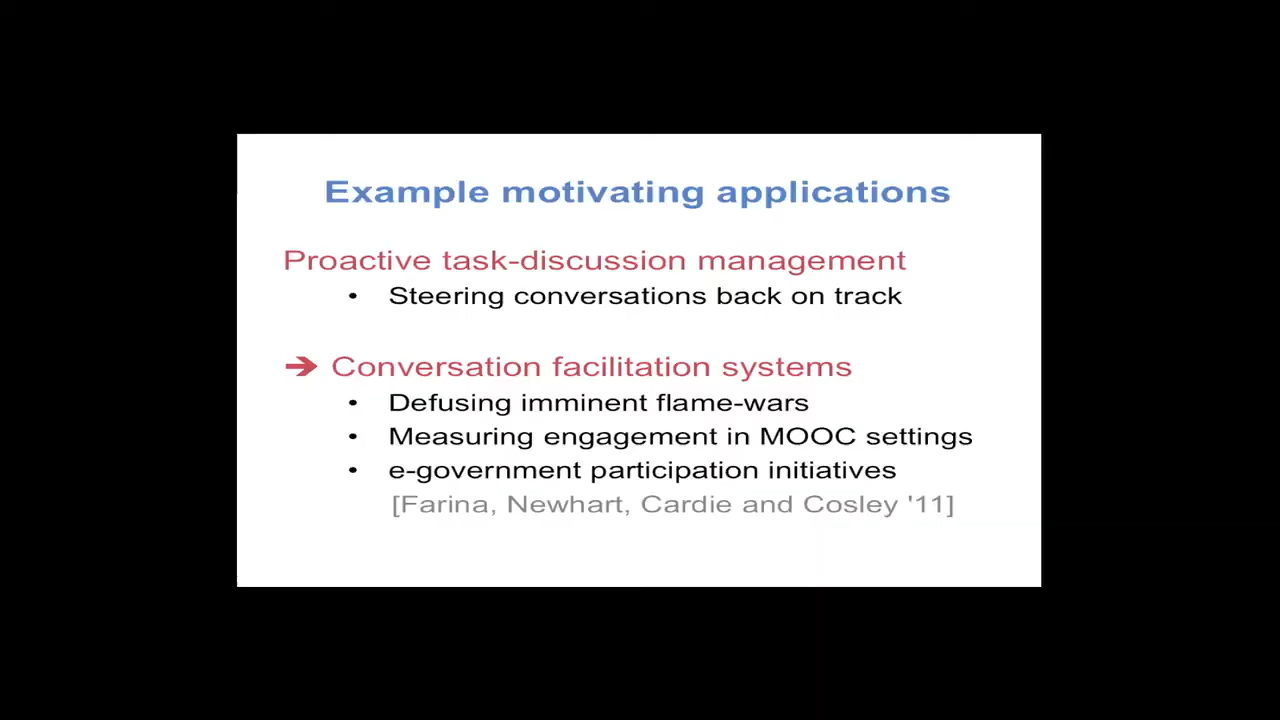 Example motivating applications
Proactive task-discussion management
• Steering conversations back on track
➔ Conversation facilitation systems
• Defusing imminent flame-wars
• Measuring engagement in MOOC settings
• e-government participation initiatives
[Farina, Newhart, Cardie and Cosley '11]